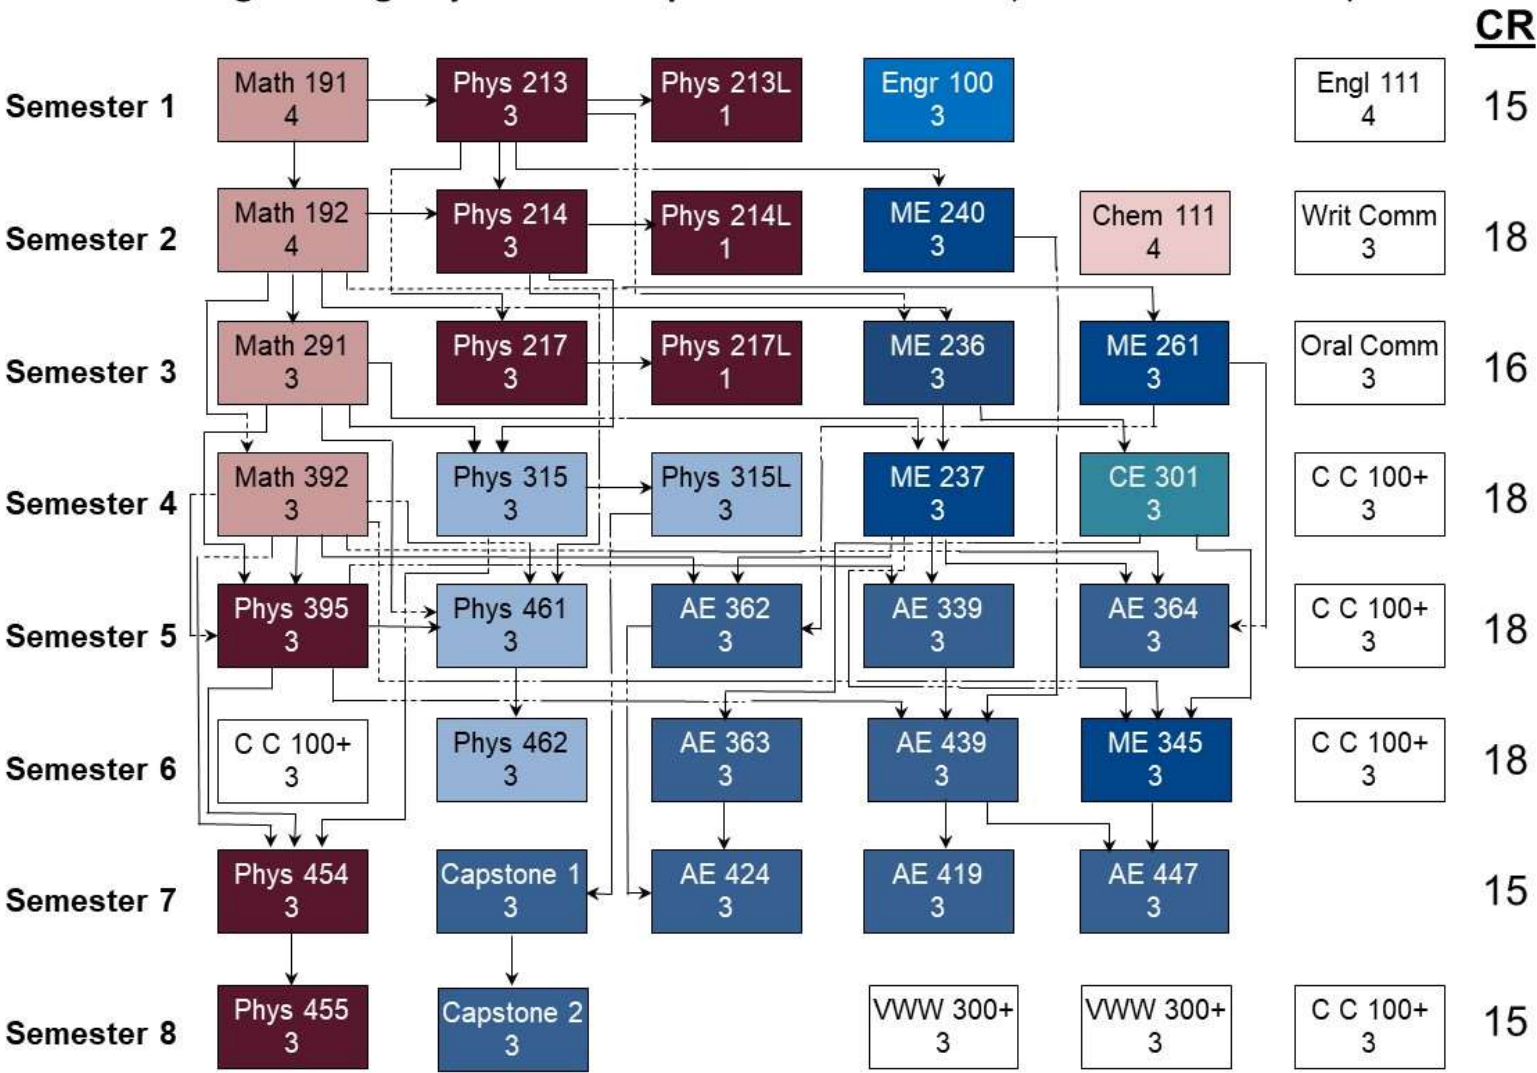 CR
Semester 1
Math 191
4
Phys 213
3
Phys 213L
1
Engr 100
3
Engl 111
4
15
Semester 2
Math 192
4
Phys 214
3
Phys 214L
1
ME 240
3
Chem 111
4
Writ Comm
3
18
Semester 3
Math 291
3
Phys 217
3
Phys 217L
1
ME 236
3
ME 261
3
Oral Comm
3
16
Semester 4
Math 392
3
Phys 315
3
Phys 315L
3
ME 237
3
CE 301
3
C C 100+
3
18
Semester 5
Phys 395
3
Phys 461
3
AE 362
3
AE 339
3
AE 364
3
C C 100+
3
18
Semester 6
C C 100+
3
Phys 462
3
AE 363
3
AE 439
3
ME 345
3
C C 100+
3
18
Semester 7
Phys 454
3
Capstone 1
3
AE 424
3
AE 419
3
AE 447
3
15
Semester 8
Phys 455
3
Capstone 2
3
VWW 300+
3
VWW 300+
3
C C 100+
3
15